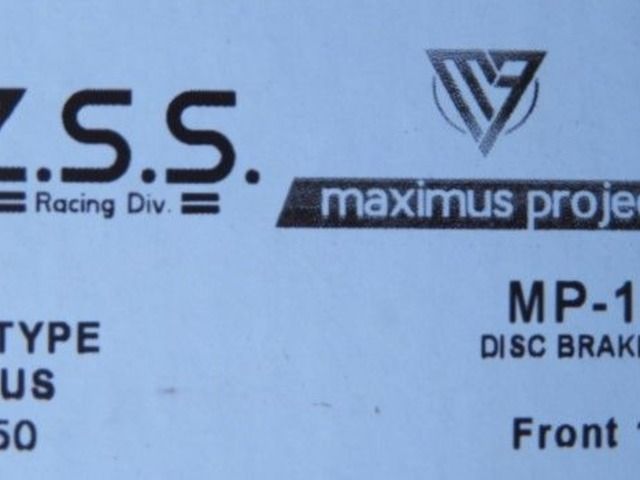 Z.S.S.
Racing Div.
maximus projec
TYPE
US
50
MP-1
DISC BRAK
Front